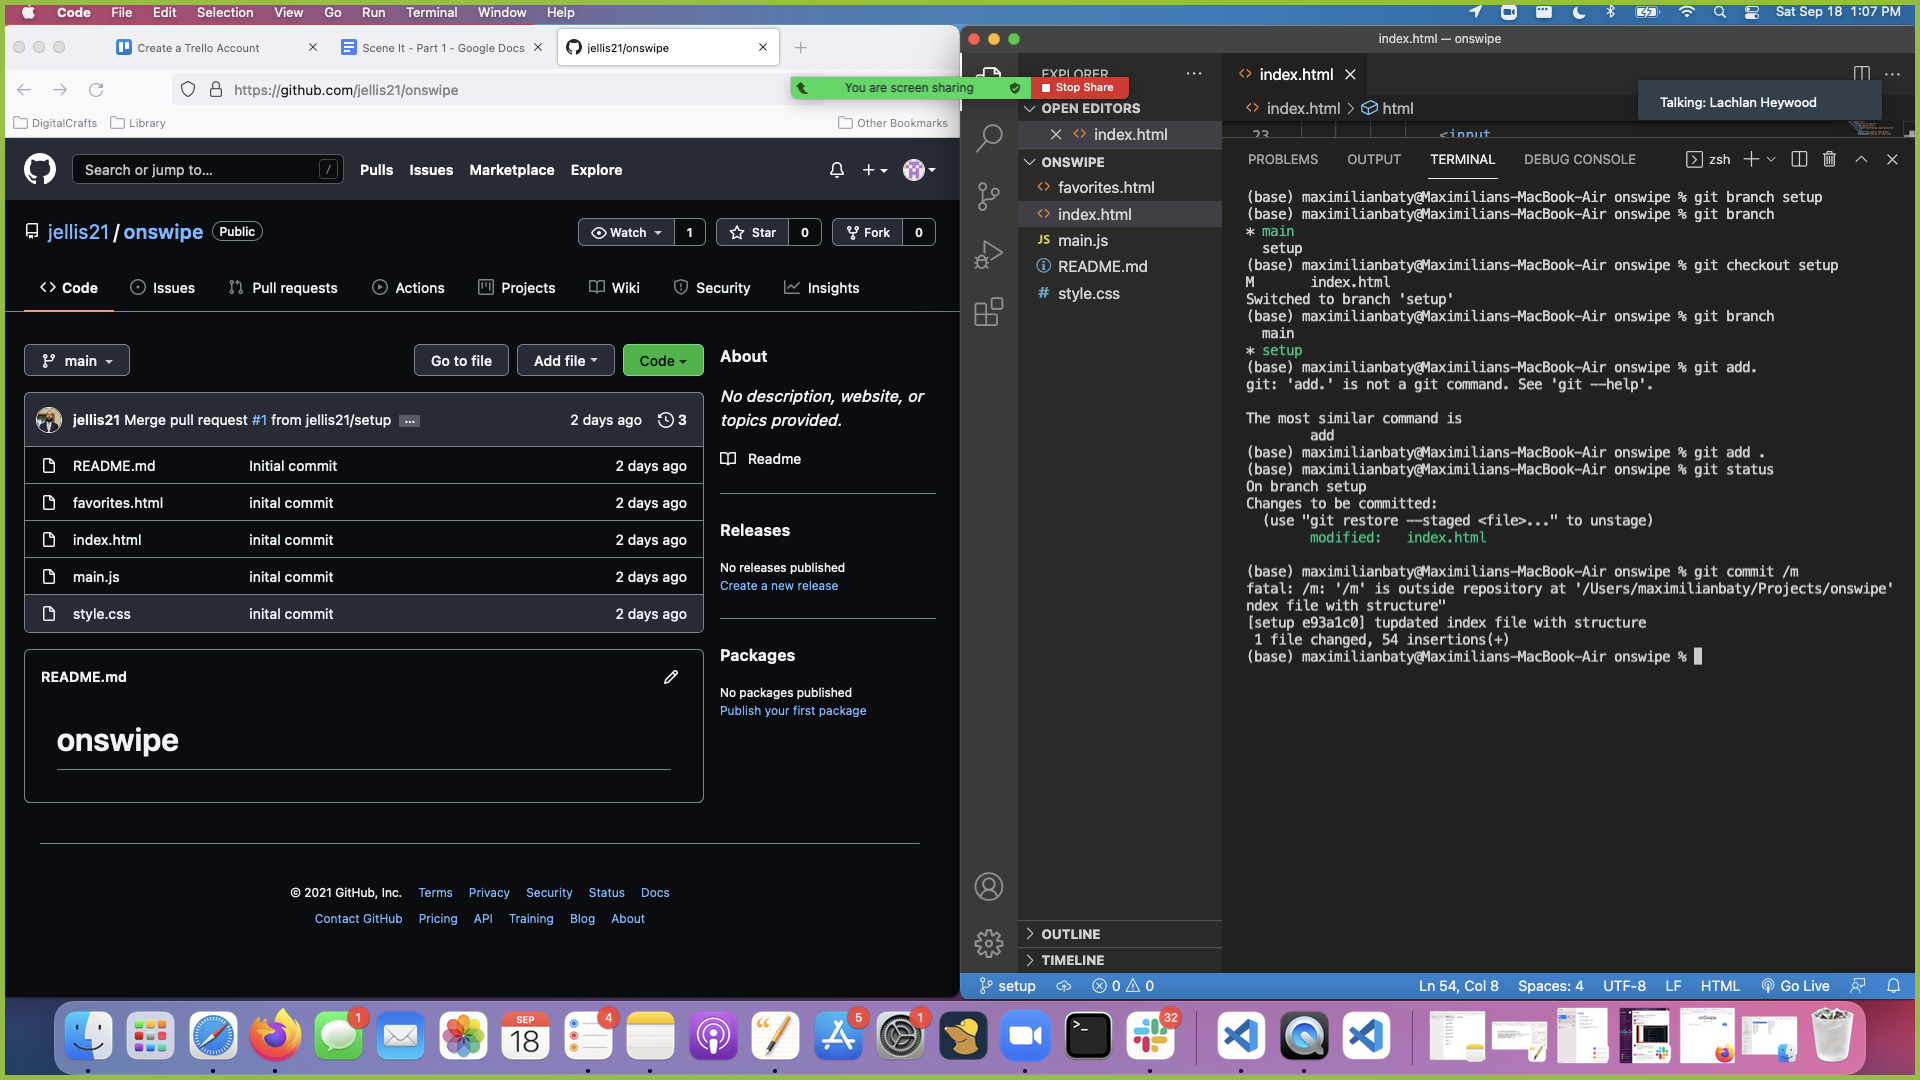 Code File Edit Selection View Go Run Terminal Window Help
Sat Sep 18 1:07 PM
Create a Trello Account
Scene It - Part 1 - Google Docs
jellis21/onswipe
https://github.com/jellis21/onswipe
DigitalCrafts
Library
Other Bookmarks
You are screen sharing
Stop Share
Search or jump to...
/
Pulls Issues Marketplace Explore
jellis21 / onswipe Public
Watch 1
Star 0
Fork 0
Code Issues Pull requests Actions Projects Wiki Security Insights
main
Go to file
Add file
Code
jellis21 Merge pull request #1 from jellis21/setup ... 2 days ago 3
README.md Initial commit 2 days ago
favorites.html inital commit 2 days ago
index.html inital commit 2 days ago
main.js inital commit 2 days ago
style.css inital commit 2 days ago
README.md
onswipe
About
No description, website, or
topics provided.
Readme
Releases
No releases published
Create a new release
Packages
No packages published
Publish your first package
© 2021 GitHub, Inc. Terms Privacy Security Status Docs
Contact GitHub Pricing API Training Blog About
index.html — onswipe
EXPLORER
OPEN EDITORS
index.html
ONSWIPE
favorites.html
index.html
JS main.js
README.md
# style.css
OUTLINE
TIMELINE
index.html
index.html > html
Talking: Lachlan Heywood
23 <input
PROBLEMS OUTPUT TERMINAL DEBUG CONSOLE
zsh
(base) maximilianbaty@Maximilians-MacBook-Air onswipe % git branch setup
(base) maximilianbaty@Maximilians-MacBook-Air onswipe % git branch
* main
setup
(base) maximilianbaty@Maximilians-MacBook-Air onswipe % git checkout setup
M index.html
Switched to branch 'setup'
(base) maximilianbaty@Maximilians-MacBook-Air onswipe % git branch
main
* setup
(base) maximilianbaty@Maximilians-MacBook-Air onswipe % git add.
git: 'add.' is not a git command. See 'git --help'.
The most similar command is
add
(base) maximilianbaty@Maximilians-MacBook-Air onswipe % git add .
(base) maximilianbaty@Maximilians-MacBook-Air onswipe % git status
On branch setup
Changes to be committed:
(use "git restore --staged <file>..." to unstage)
modified: index.html
(base) maximilianbaty@Maximilians-MacBook-Air onswipe % git commit /m
fatal: /m: '/m' is outside repository at '/Users/maximilianbaty/Projects/onswipe'
ndex file with structure"
[setup e93a1c0] tupdated index file with structure
1 file changed, 54 insertions(+)
(base) maximilianbaty@Maximilians-MacBook-Air onswipe %
setup
0 0
Ln 54, Col 8 Spaces: 4 UTF-8 LF HTML Go Live
1
SEP
18
4
5
1
32